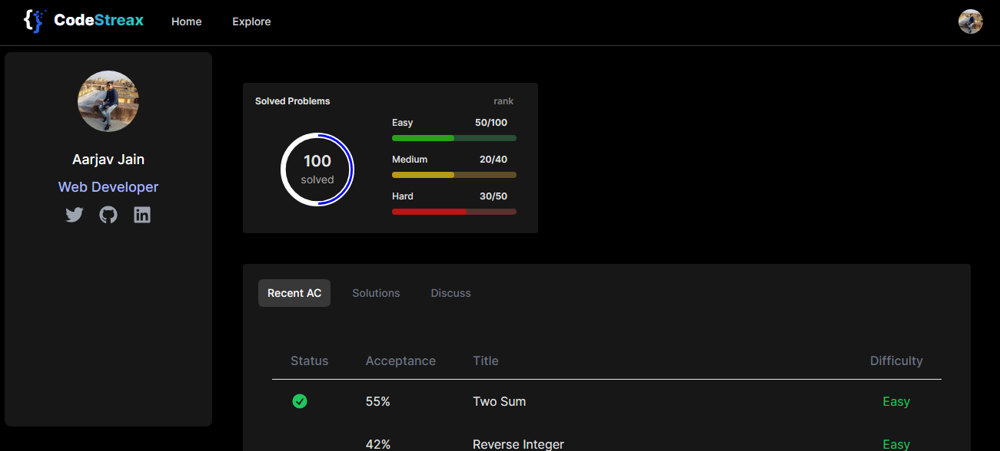 CodeStreax Home Explore
Aarjav Jain
Web Developer
Solved Problems rank
100
solved
Easy 50/100
Medium 20/40
Hard 30/50
Recent AC Solutions Discuss
Status Acceptance Title Difficulty
55% Two Sum Easy
42% Reverse Integer Easy